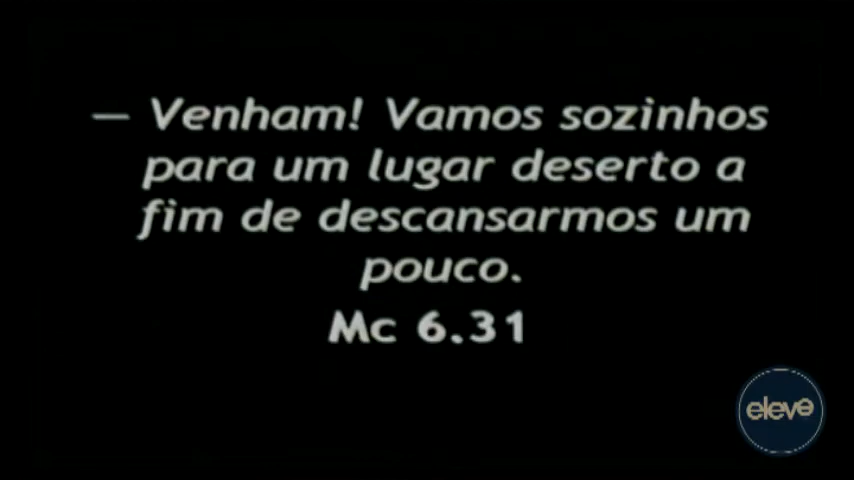 — Venham! Vamos sozinhos
para um lugar deserto a
fim de descansarmos um
pouco.
Mc 6.31
eleve